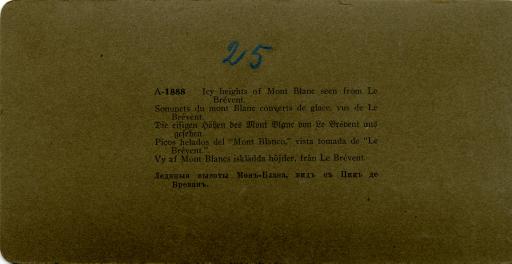 25
A-1888 Icy heights of Mont Blanc seen from Le
Brévent.
Sommets du mont Blanc couverts de glace, vus de Le
Brévent.
Die eisigen Höhen des Mont Blanc von Le Brévent aus
gesehen.
Picos helados del "Mont Blanco," vista tomada de "Le
Brévent."
Vy af Mont Blancs isklädda höjder, från Le Brévent
Ледяныя высоты Монъ-Блана, видъ съ Пикъ де
Бреванъ.